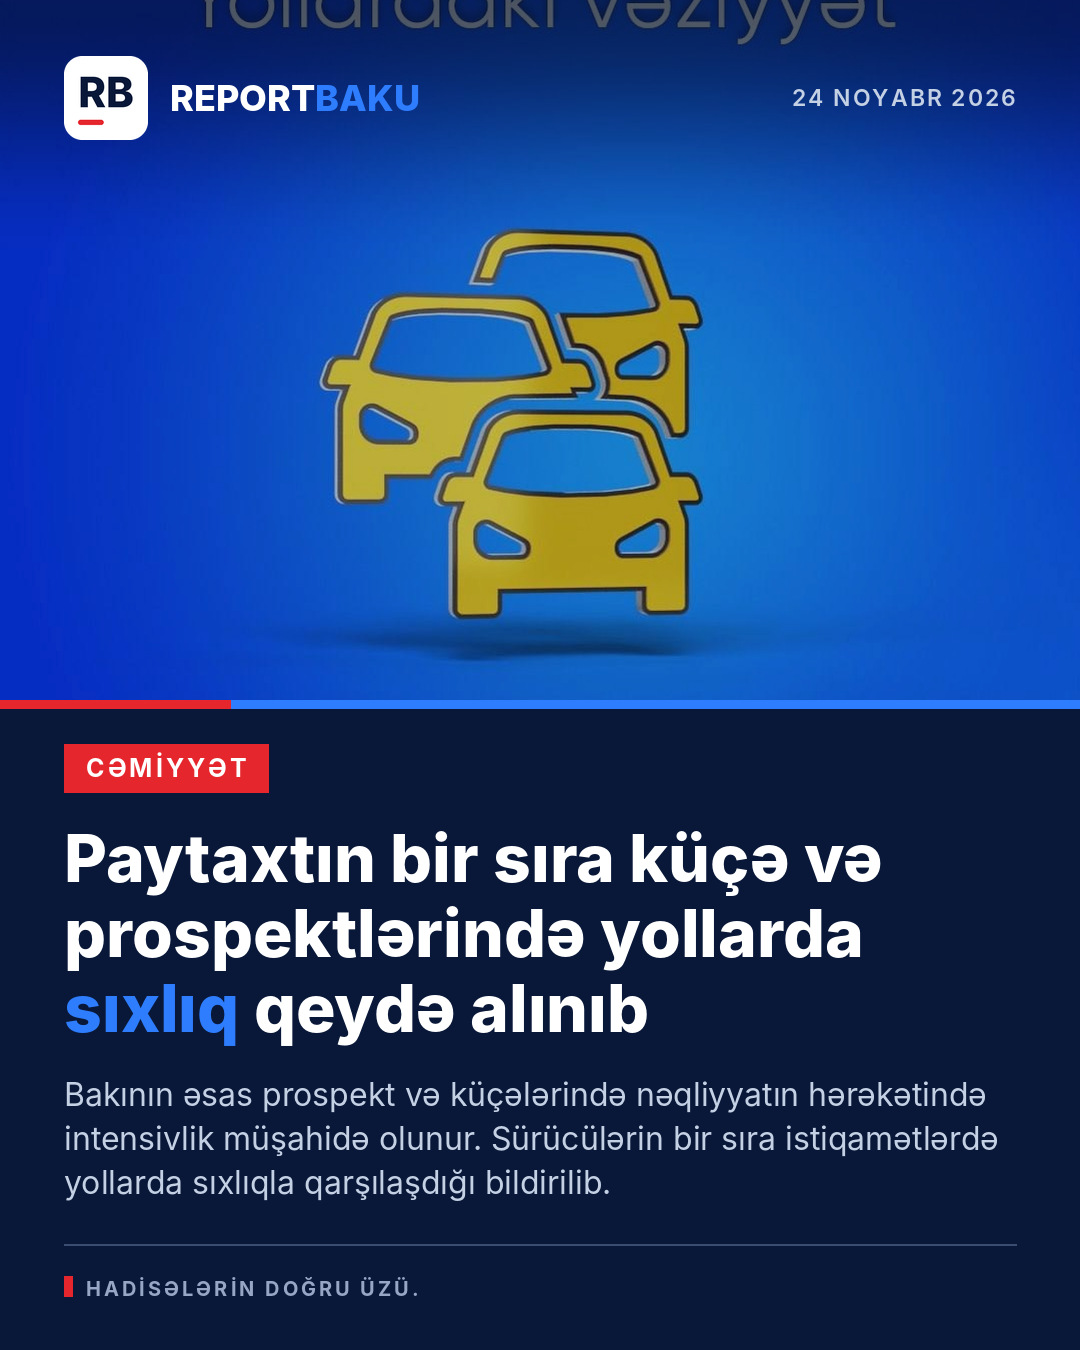 Yollardakı vəziyyət
RB
REPORTBAKU
24 NOYABR 2026
CƏMİYYƏT
Paytaxtın bir sıra küçə və
prospektlərində yollarda
sıxlıq qeydə alınıb
Bakının əsas prospekt və küçələrində nəqliyyatın hərəkətində
intensivlik müşahidə olunur. Sürücülərin bir sıra istiqamətlərdə
yollarda sıxlıqla qarşılaşdığı bildirilib.
HADİSƏLƏRİN DOĞRU ÜZÜ.